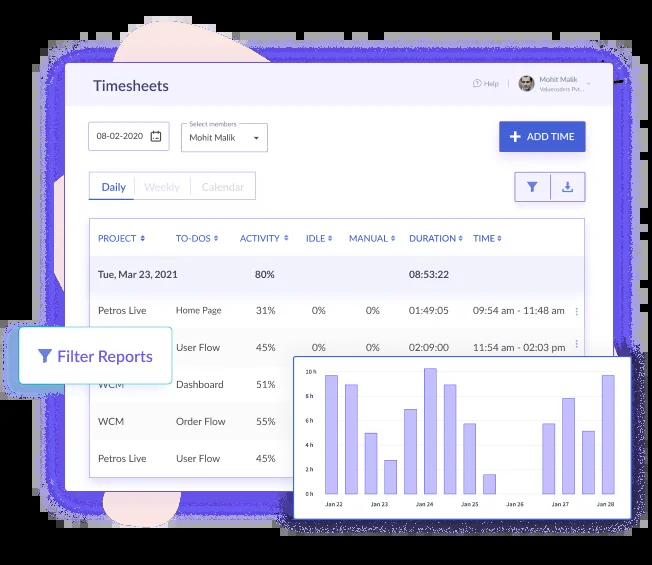 Timesheets
Help
Mohit Malik
Valuecoders Pvt...
08-02-2020
Select members
Mohit Malik
+ ADD TIME
Daily Weekly Calendar
PROJECT TO-DOS ACTIVITY IDLE MANUAL DURATION TIME
Tue, Mar 23, 2021 80% 08:53:22
Petros Live Home Page 31% 0% 0% 01:49:05 09:54 am - 11:48 am
User Flow 45% 0% 0% 02:09:00 11:54 am - 02:03 pm
Filter Reports
WCM Dashboard 51%
WCM Order Flow 55%
Petros Live User Flow 45%
10 h
8 h
6 h
4 h
2 h
0 h
Jan 22 Jan 23 Jan 24 Jan 25 Jan 26 Jan 27 Jan 28